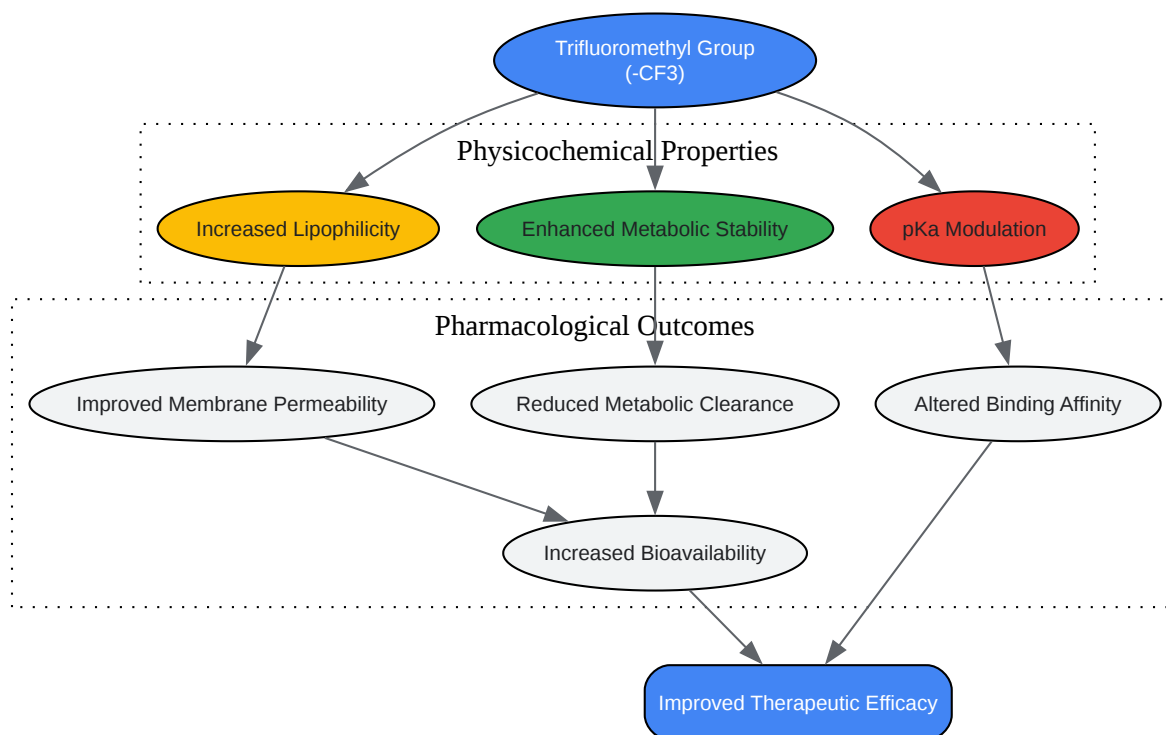 Trifluoromethyl Group
(-CF3)
Physicochemical Properties
Increased Lipophilicity
Enhanced Metabolic Stability
pKa Modulation
Pharmacological Outcomes
Improved Membrane Permeability
Reduced Metabolic Clearance
Altered Binding Affinity
Increased Bioavailability
Improved Therapeutic Efficacy